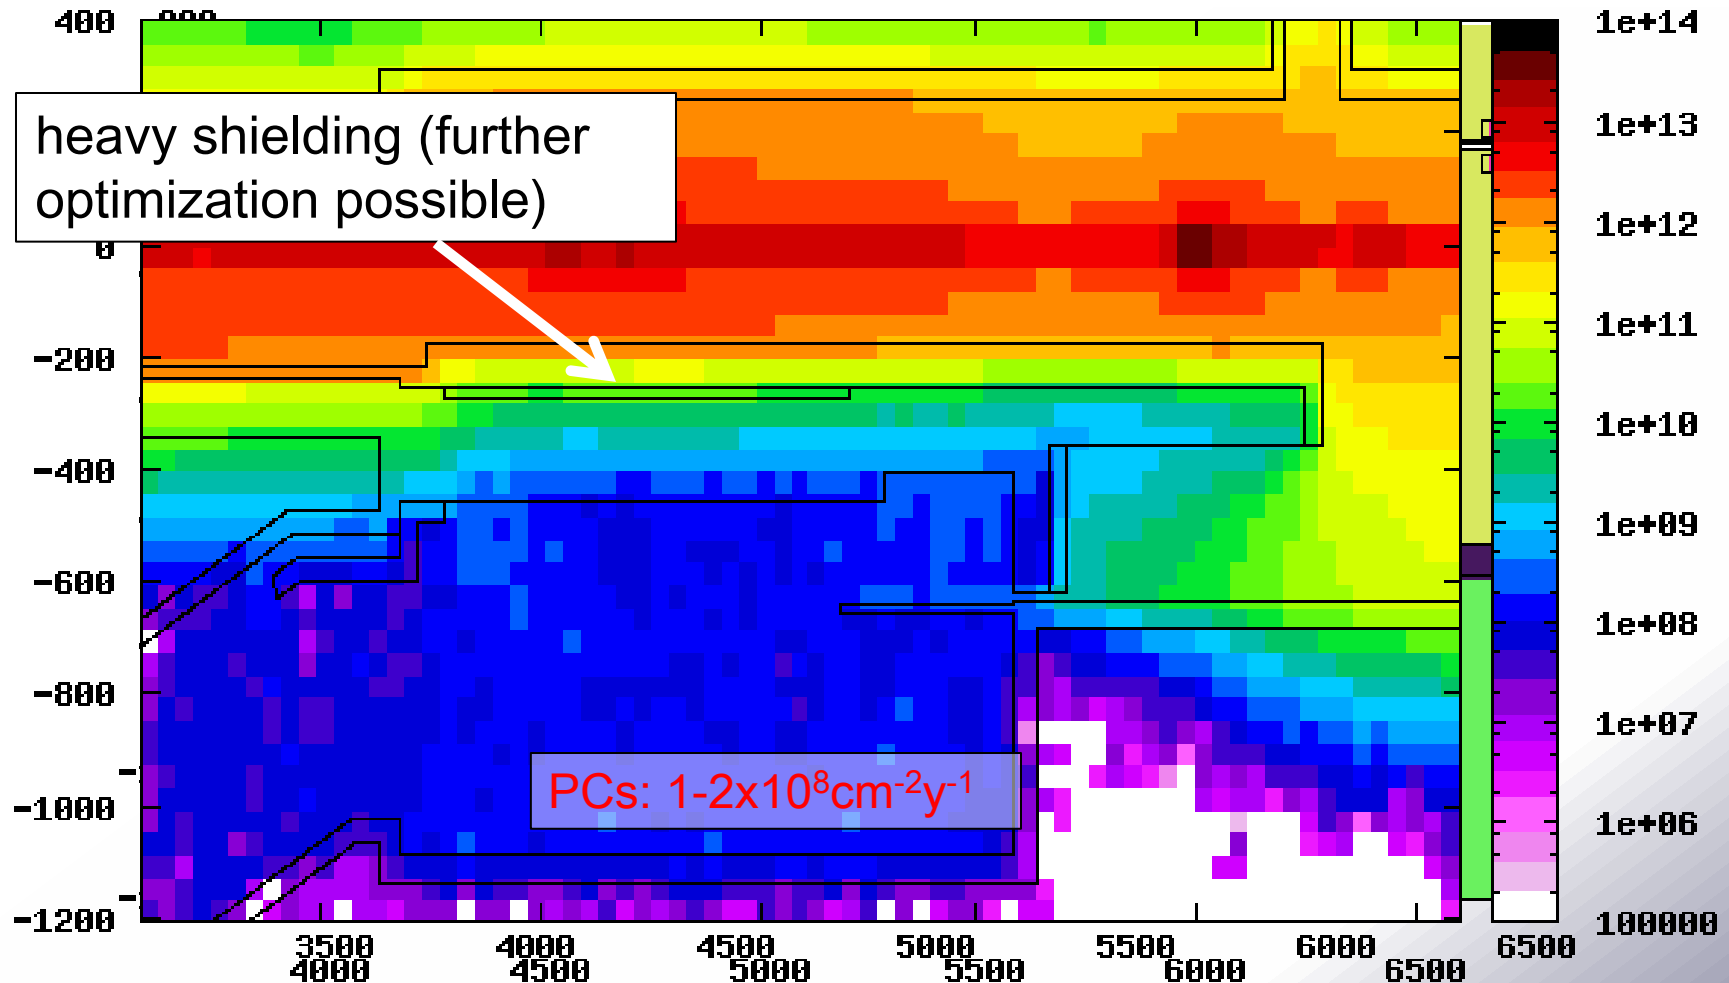 400
1e+14
heavy shielding (further
optimization possible)
1e+13
1e+12
0
1e+11
-200
1e+10
-400
1e+09
-600
1e+08
-800
1e+07
PCs: 1-2x10⁸cm⁻²y⁻¹
-1000
1e+06
-1200
100000
3500 4000 4500 5000 5500 6000 6500
4000 4500 5000 5500 6000 6500